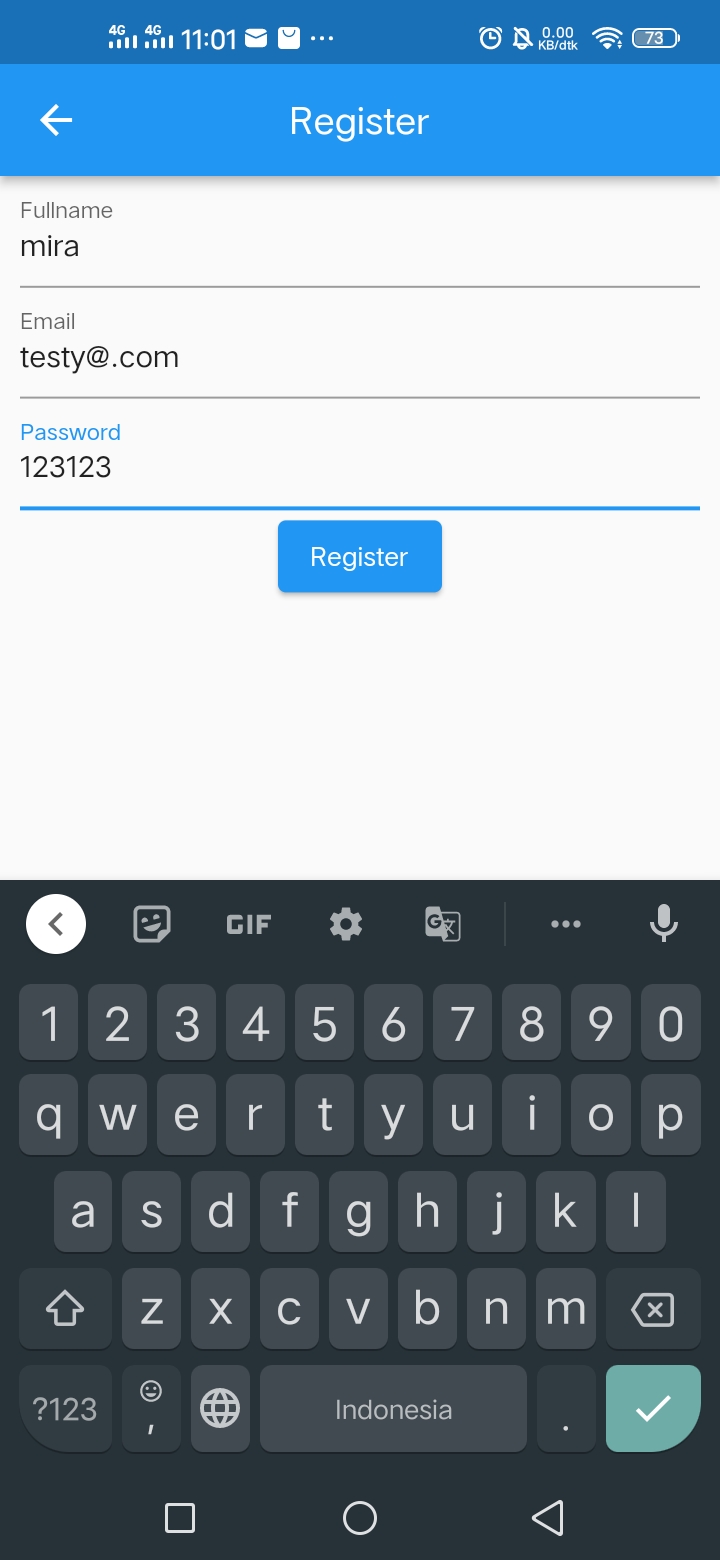 4G 4G 11:01 0.00 KB/dtk 73
Register
Fullname
mira
Email
testy@.com
Password
123123
Register
GIF G 文
1 2 3 4 5 6 7 8 9 0
q w e r t y u i o p
a s d f g h j k l
z x c v b n m
?123 , Indonesia .